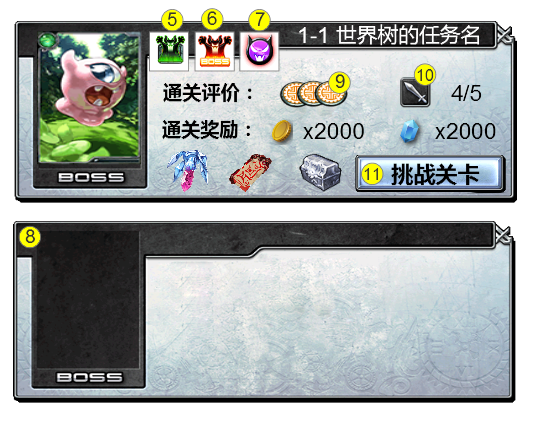 5
6
7
1-1 世界树的任务名
BOSS
通关评价：
9
10
4/5
通关奖励：
x2000
x2000
BOSS
11
挑战关卡
8
BOSS